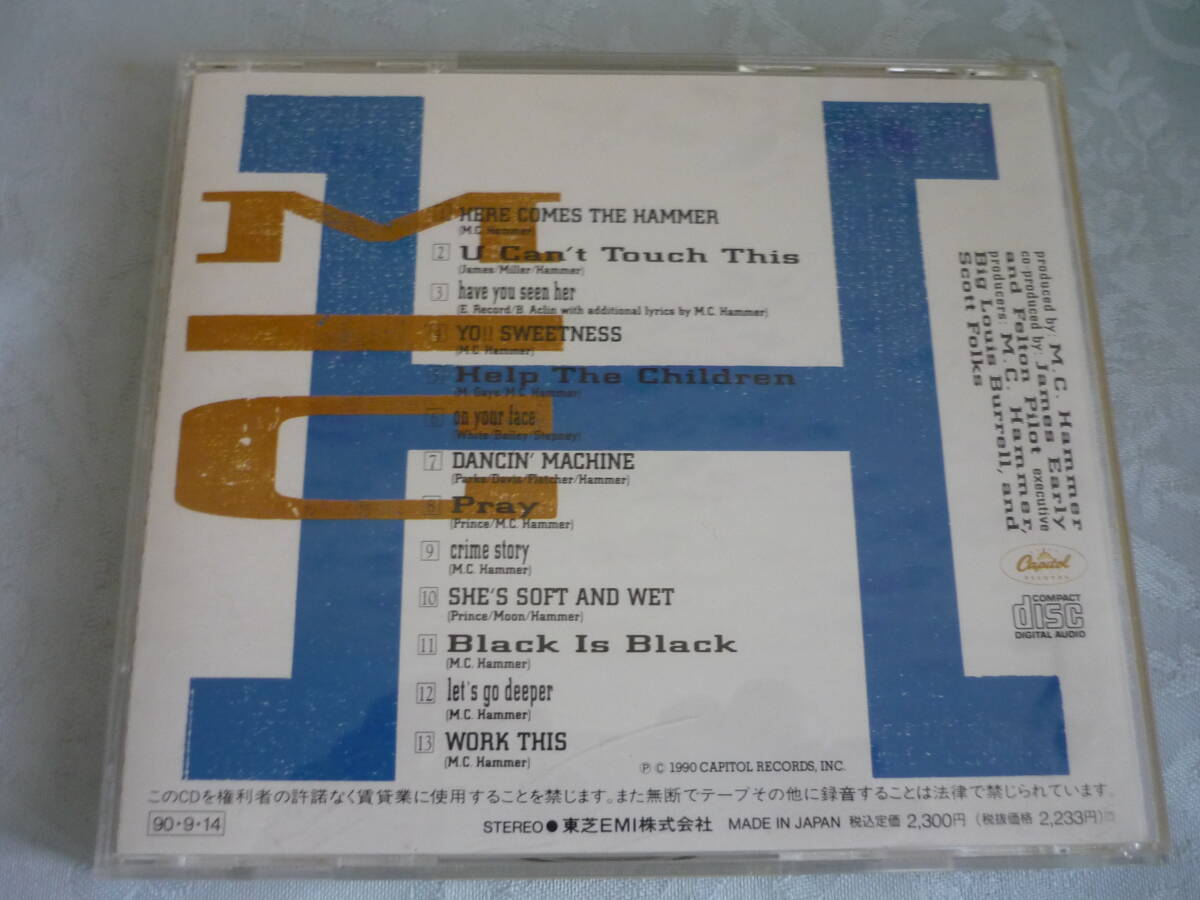 MC
H
1 HERE COMES THE HAMMER
(M.C. Hammer)
2 U Can't Touch This
(James/Miller/Hammer)
3 have you seen her
(E. Record/B. Aclin with additional lyrics by M.C. Hammer)
4 YO!! SWEETNESS
(M.C. Hammer)
5 Help The Children
(M. Gaye/M.C. Hammer)
6 on your face
(White/Bailey/Stepney)
7 DANCIN' MACHINE
(Parks/Davis/Fletcher/Hammer)
8 Pray
(Prince/M.C. Hammer)
9 crime story
(M.C. Hammer)
10 SHE'S SOFT AND WET
(Prince/Moon/Hammer)
11 Black Is Black
(M.C. Hammer)
12 let's go deeper
(M.C. Hammer)
13 WORK THIS
(M.C. Hammer)
produced by: M.C. Hammer
co-produced by: James Early
and Felton Pilot executive
producers: M.C. Hammer,
Big Louis Burrell, and
Scott Folks
Capitol
RECORDS
COMPACT
disc
DIGITAL AUDIO
Ⓟ © 1990 CAPITOL RECORDS, INC.
このCDを権利者の許諾なく賃貸業に使用することを禁じます。また無断でテープその他に録音することは法律で禁じられています。
90・9・14
STEREO ● 東芝EMI株式会社 MADE IN JAPAN 税込定価 2,300円 (税抜価格 2,233円)